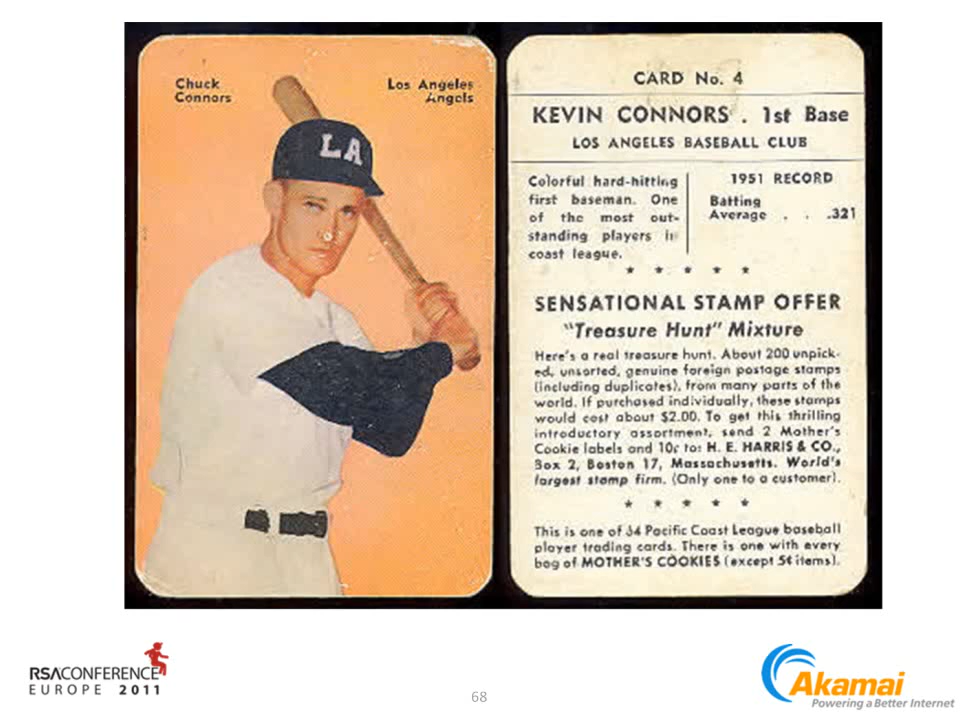 Chuck
Connors
Los Angeles
Angels
LA
CARD No. 4
KEVIN CONNORS . 1st Base
LOS ANGELES BASEBALL CLUB
Colorful hard-hitting
first baseman. One
of the most out-
standing players in
coast league.
1951 RECORD
Batting
Average . . .321
* * * * *
SENSATIONAL STAMP OFFER
"Treasure Hunt" Mixture
Here's a real treasure hunt. About 200 unpick-
ed, unsorted, genuine foreign postage stamps
(including duplicates), from many parts of the
world. If purchased individually, these stamps
would cost about $2.00. To get this thrilling
introductory assortment, send 2 Mother's
Cookie labels and 10¢ to: H. E. HARRIS & CO.,
Box 2, Boston 17, Massachusetts. World's
largest stamp firm. (Only one to a customer).
* * * * *
This is one of 64 Pacific Coast League baseball
player trading cards. There is one with every
bag of MOTHER'S COOKIES (except 5¢ items).
RSACONFERENCE
EUROPE 2011
68
Akamai
Powering a Better Internet